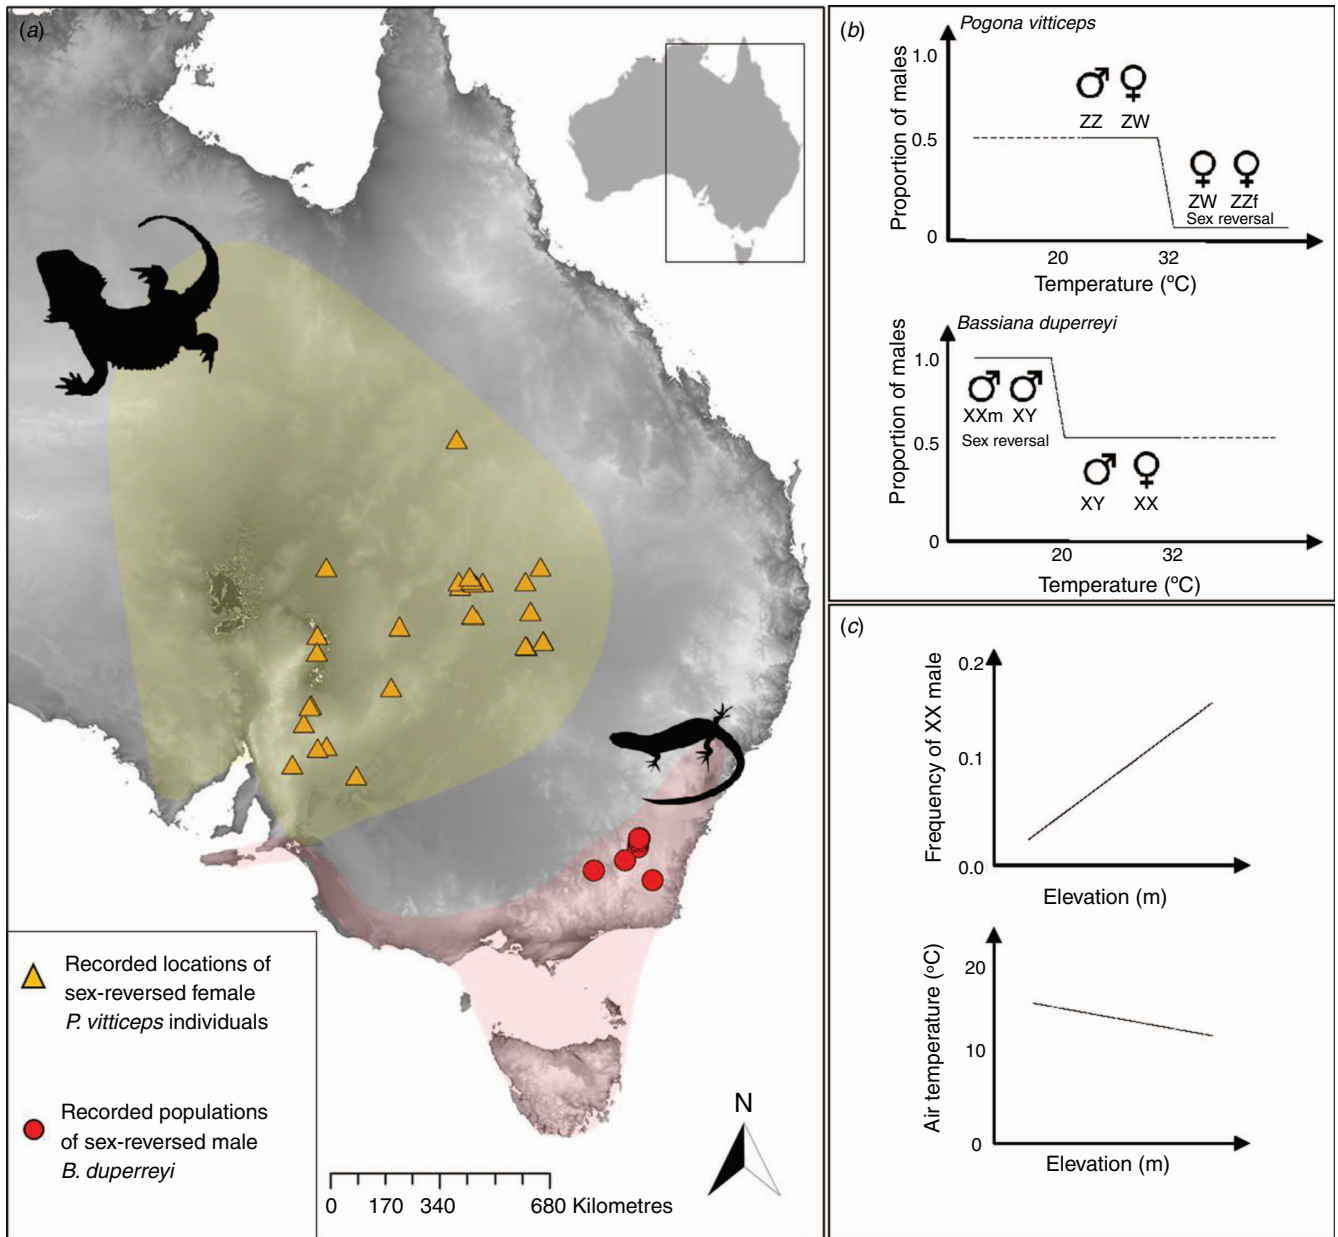 (a)
Recorded locations of
sex-reversed female
P. vitticeps individuals
Recorded populations
of sex-reversed male
B. duperreyi
0 170 340 680 Kilometres
N
(b)
Pogona vitticeps
Proportion of males
1.0
0.5
0
ZZ ZW
ZW ZZf
Sex reversal
20 32
Temperature (ºC)
Bassiana duperreyi
Proportion of males
1.0
0.5
0
XXm XY
Sex reversal
XY XX
20 32
Temperature (ºC)
(c)
Frequency of XX male
0.2
0.1
0.0
Elevation (m)
Air temperature (ºC)
20
10
0
Elevation (m)